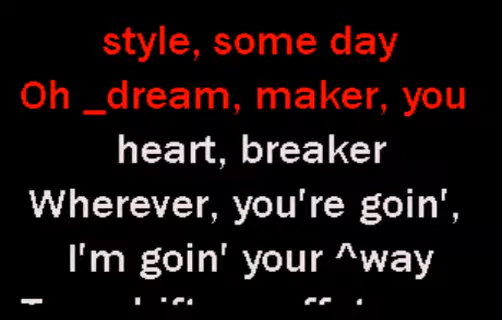 style, some day
Oh _dream, maker, you
heart, breaker
Wherever, you're goin',
I'm goin' your ^way